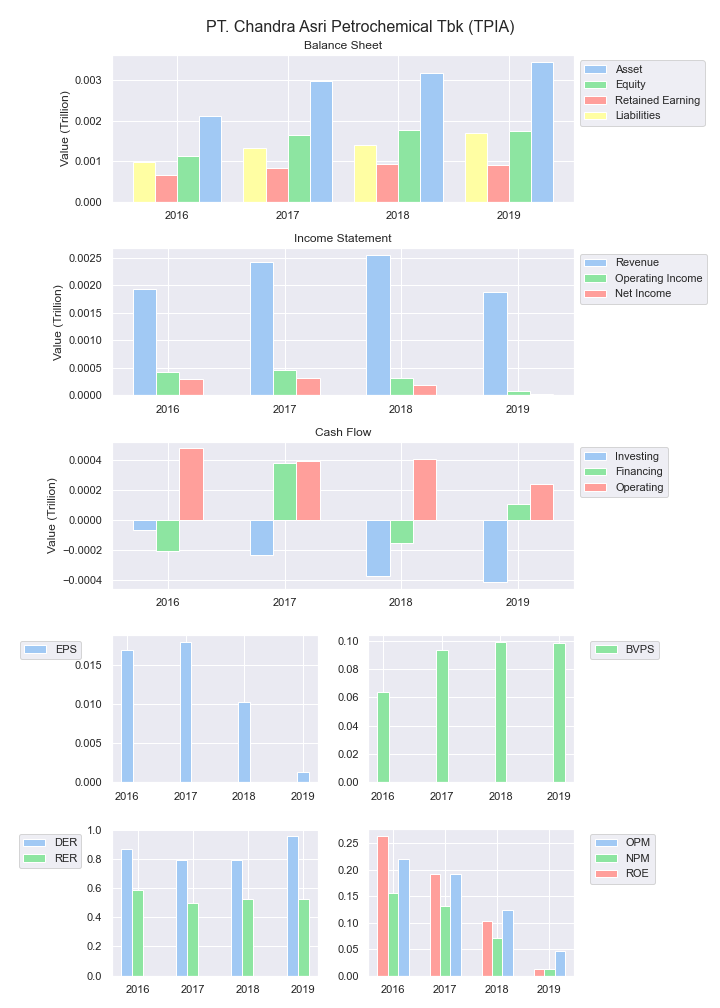 PT. Chandra Asri Petrochemical Tbk (TPIA)
Balance Sheet
Value (Trillion)
0.003
0.002
0.001
0.000
2016 2017 2018 2019
Asset
Equity
Retained Earning
Liabilities
Income Statement
Value (Trillion)
0.0025
0.0020
0.0015
0.0010
0.0005
0.0000
2016 2017 2018 2019
Revenue
Operating Income
Net Income
Cash Flow
Value (Trillion)
0.0004
0.0002
0.0000
−0.0002
−0.0004
2016 2017 2018 2019
Investing
Financing
Operating
EPS
0.015
0.010
0.005
0.000
2016 2017 2018 2019
0.10
0.08
0.06
0.04
0.02
0.00
2016 2017 2018 2019
BVPS
DER
RER
1.0
0.8
0.6
0.4
0.2
0.0
2016 2017 2018 2019
0.25
0.20
0.15
0.10
0.05
0.00
2016 2017 2018 2019
OPM
NPM
ROE